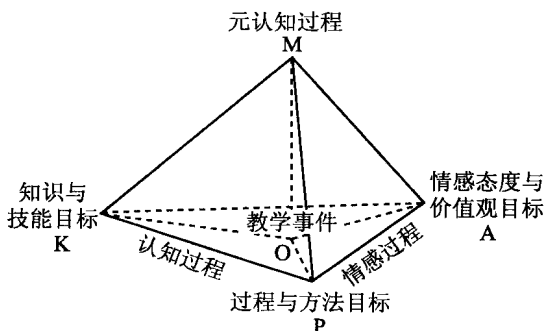 元认知过程
M
知识与
技能目标
K
情感态度与
价值观目标
A
教学事件
O
认知过程
情感过程
过程与方法目标
P